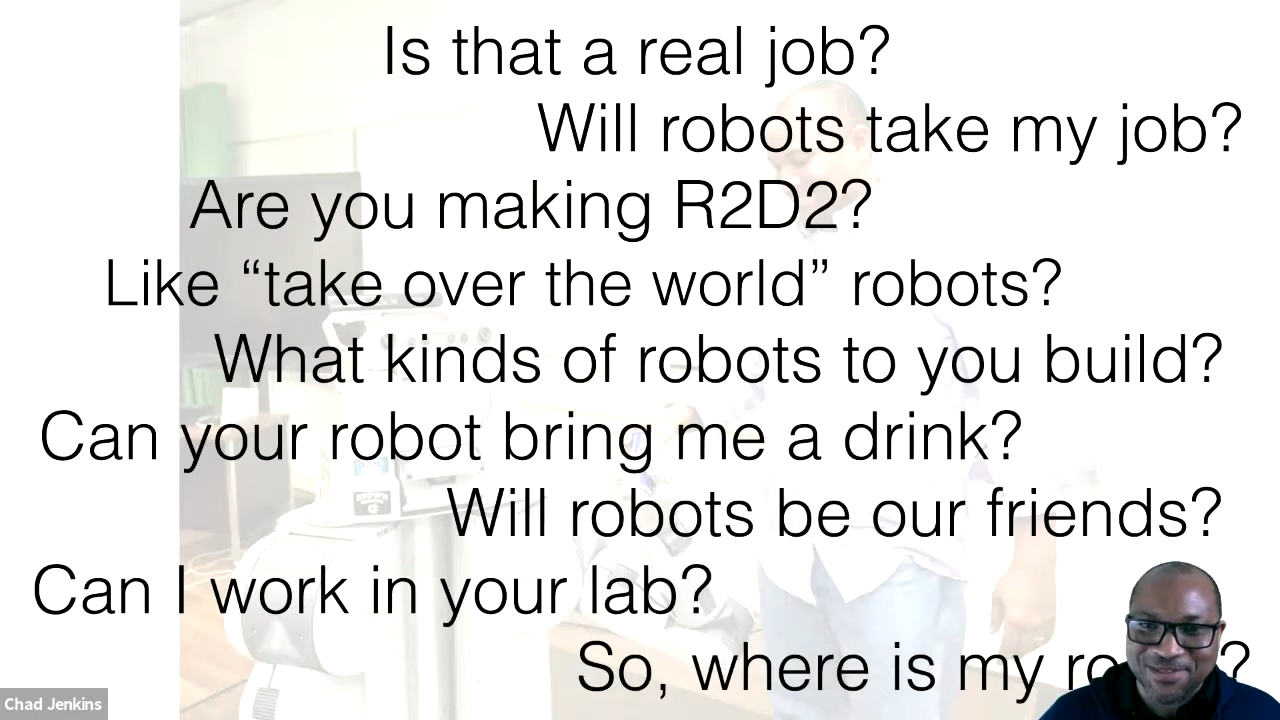 Is that a real job?
Will robots take my job?
Are you making R2D2?
Like “take over the world” robots?
What kinds of robots to you build?
Can your robot bring me a drink?
Will robots be our friends?
Can I work in your lab?
So, where is my ?
Chad Jenkins